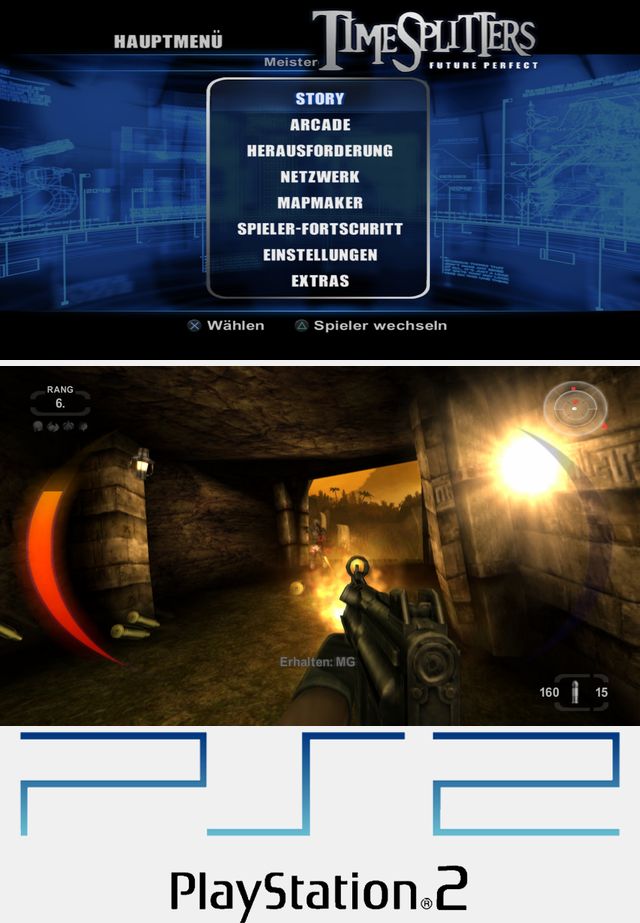 HAUPTMENÜ
TIMESPLITTERS
FUTURE PERFECT
Meister
STORY
ARCADE
HERAUSFORDERUNG
NETZWERK
MAPMAKER
SPIELER-FORTSCHRITT
EINSTELLUNGEN
EXTRAS
Wählen
Spieler wechseln
RANG
6.
Erhalten: MG
160 15
PS2
PlayStation®2